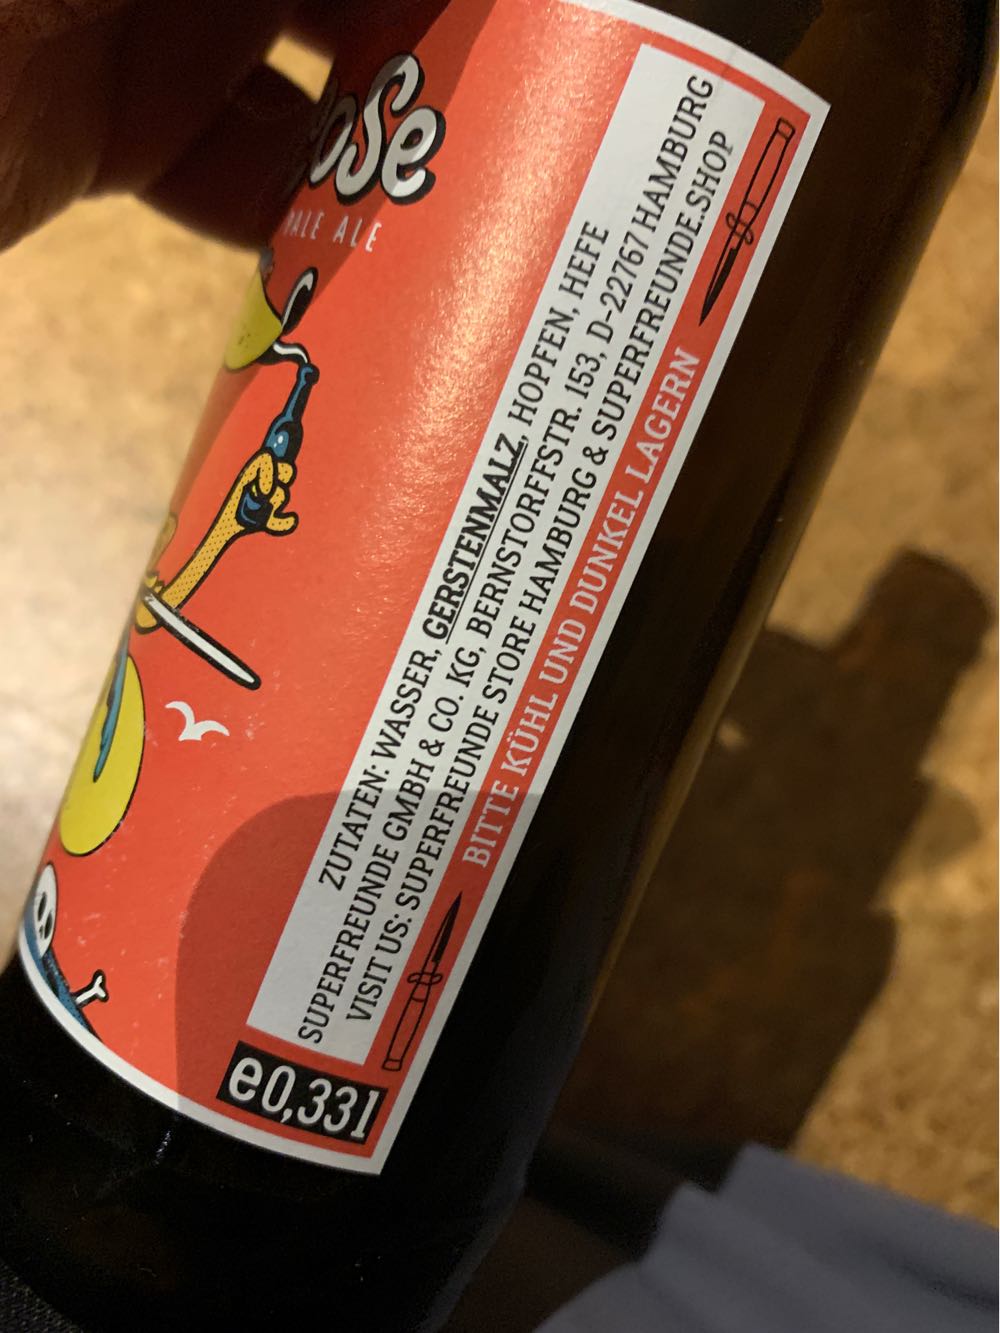 PALE ALE
ZUTATEN: WASSER, GERSTENMALZ, HOPFEN, HEFE
SUPERFREUNDE GMBH & CO. KG, BERNSTORFFSTR. 153, D-22767 HAMBURG
VISIT US: SUPERFREUNDE STORE HAMBURG & SUPERFREUNDE.SHOP
BITTE KÜHL UND DUNKEL LAGERN
e0,33l